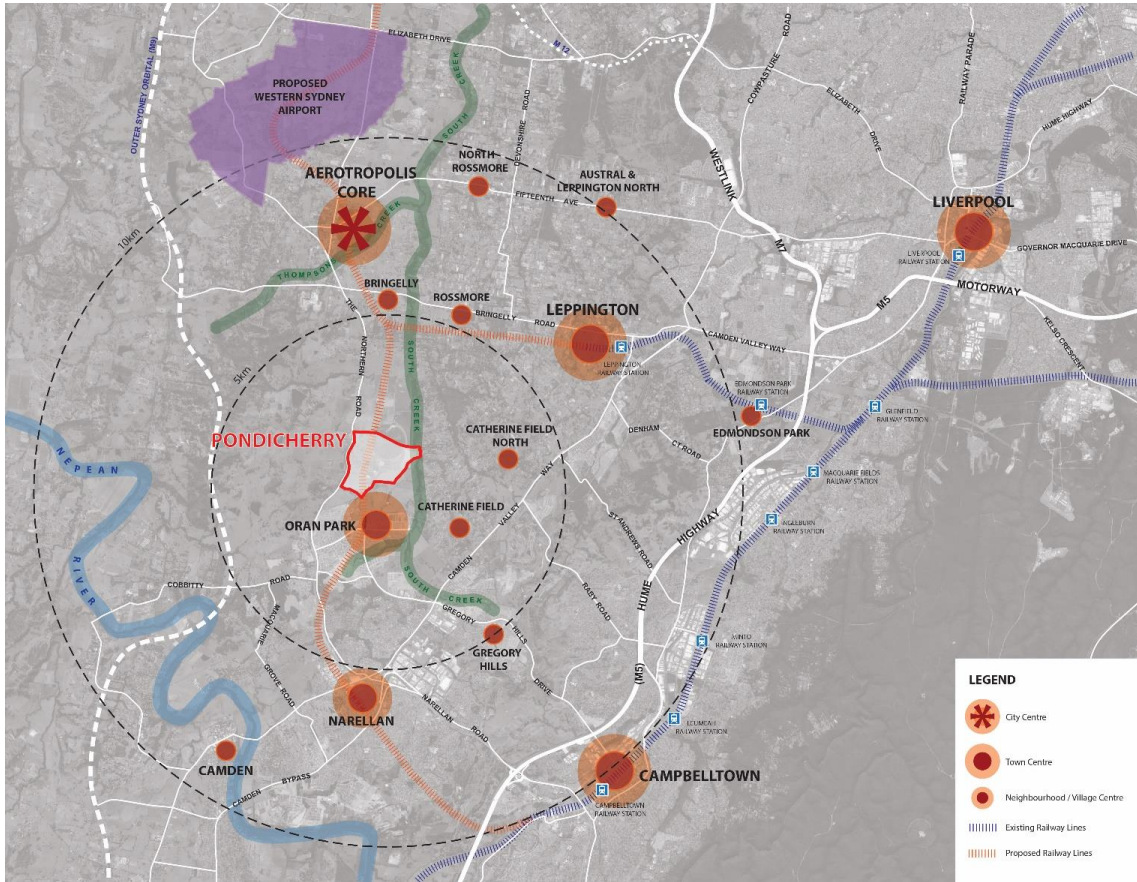 ELIZABETH DRIVE
M 12
COWPASTURE
ROAD
RAILWAY PARADE
OUTER SYDNEY ORBITAL (M9)
PROPOSED
WESTERN SYDNEY
AIRPORT
SOUTH
CREEK
DEVONSHIRE ROAD
ELIZABETH
DRIVE
HUME HIGHWAY
WESTLINK
M7
AEROTROPOLIS
CORE
NORTH
ROSSMORE
AUSTRAL &
LEPPINGTON NORTH
FIFTEENTH AVE
LIVERPOOL
GOVERNOR MACQUARIE DRIVE
LIVERPOOL
RAILWAY STATION
10km
THOMPSON
CREEK
M5
MOTORWAY
KELSO CRESCENT
BRINGELLY
ROSSMORE
BRINGELLY
ROAD
LEPPINGTON
LEPPINGTON
RAILWAY STATION
CAMDEN VALLEY WAY
THE
NORTHERN
ROAD
SOUTH
CREEK
5km
EDMONDSON PARK
RAILWAY STATION
EDMONDSON PARK
GLENFIELD
RAILWAY STATION
PONDICHERRY
CATHERINE FIELD
NORTH
DENHAM
CT ROAD
MACQUARIE FIELDS
RAILWAY STATION
NEPEAN
RIVER
ORAN PARK
CATHERINE FIELD
CAMDEN
VALLEY
WAY
ST ANDREWS ROAD
HUME
HIGHWAY
(M5)
INGLEBURN
RAILWAY STATION
COBBITTY
ROAD
SOUTH
CREEK
RABY ROAD
MACQUARIE
GROVE ROAD
GREGORY
HILLS
DRIVE
GREGORY
HILLS
MINTO
RAILWAY STATION
NARELLAN
NARELLAN
ROAD
LEUMEAH
RAILWAY STATION
CAMDEN
CAMDEN
BYPASS
CAMPBELLTOWN
CAMPBELLTOWN
RAILWAY STATION
LEGEND
City Centre
Town Centre
Neighbourhood / Village Centre
Existing Railway Lines
Proposed Railway Lines